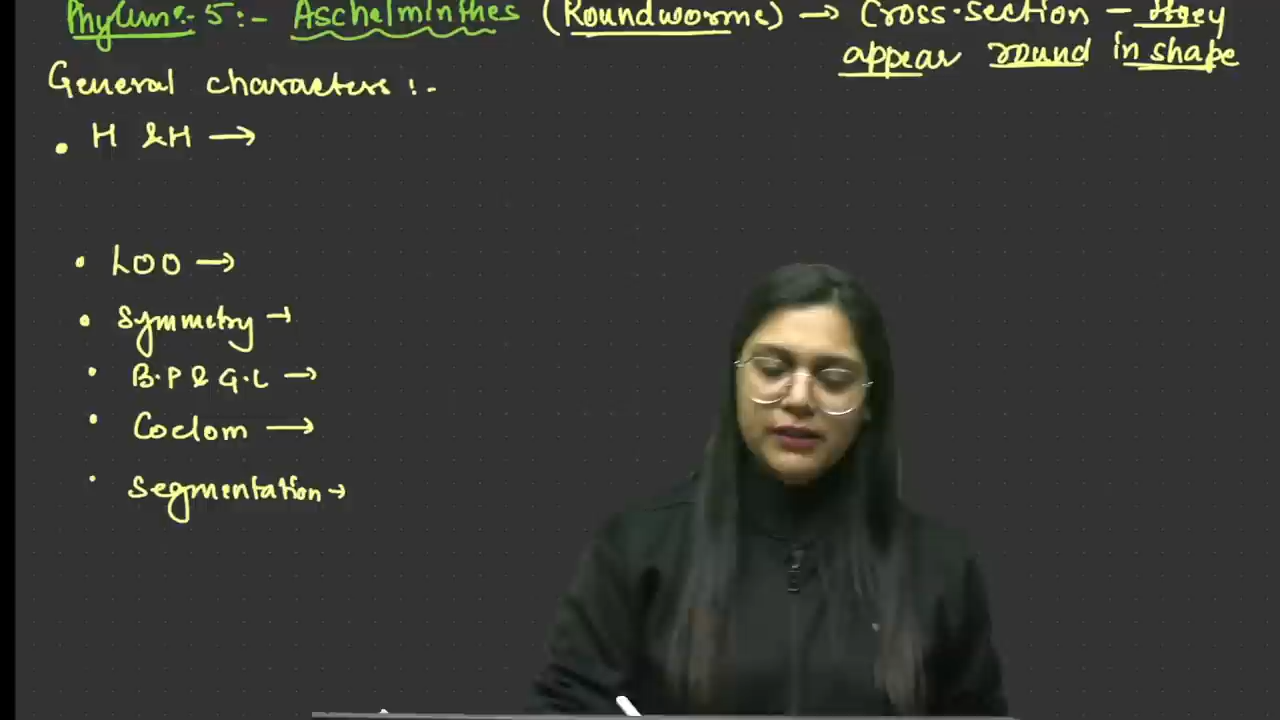 Phylum:- 5:- Aschelminthes (Roundworms) → Cross-section - they
appear round in shape
General characters :-
• H &H →
• LOO →
• Symmetry →
• B.P & G.L →
• Coelom →
• Segmentation →